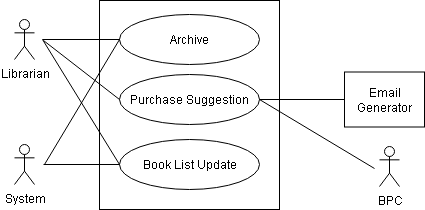 Archive
Librarian
Purchase Suggestion
Email
Generator
Book List Update
System
BPC